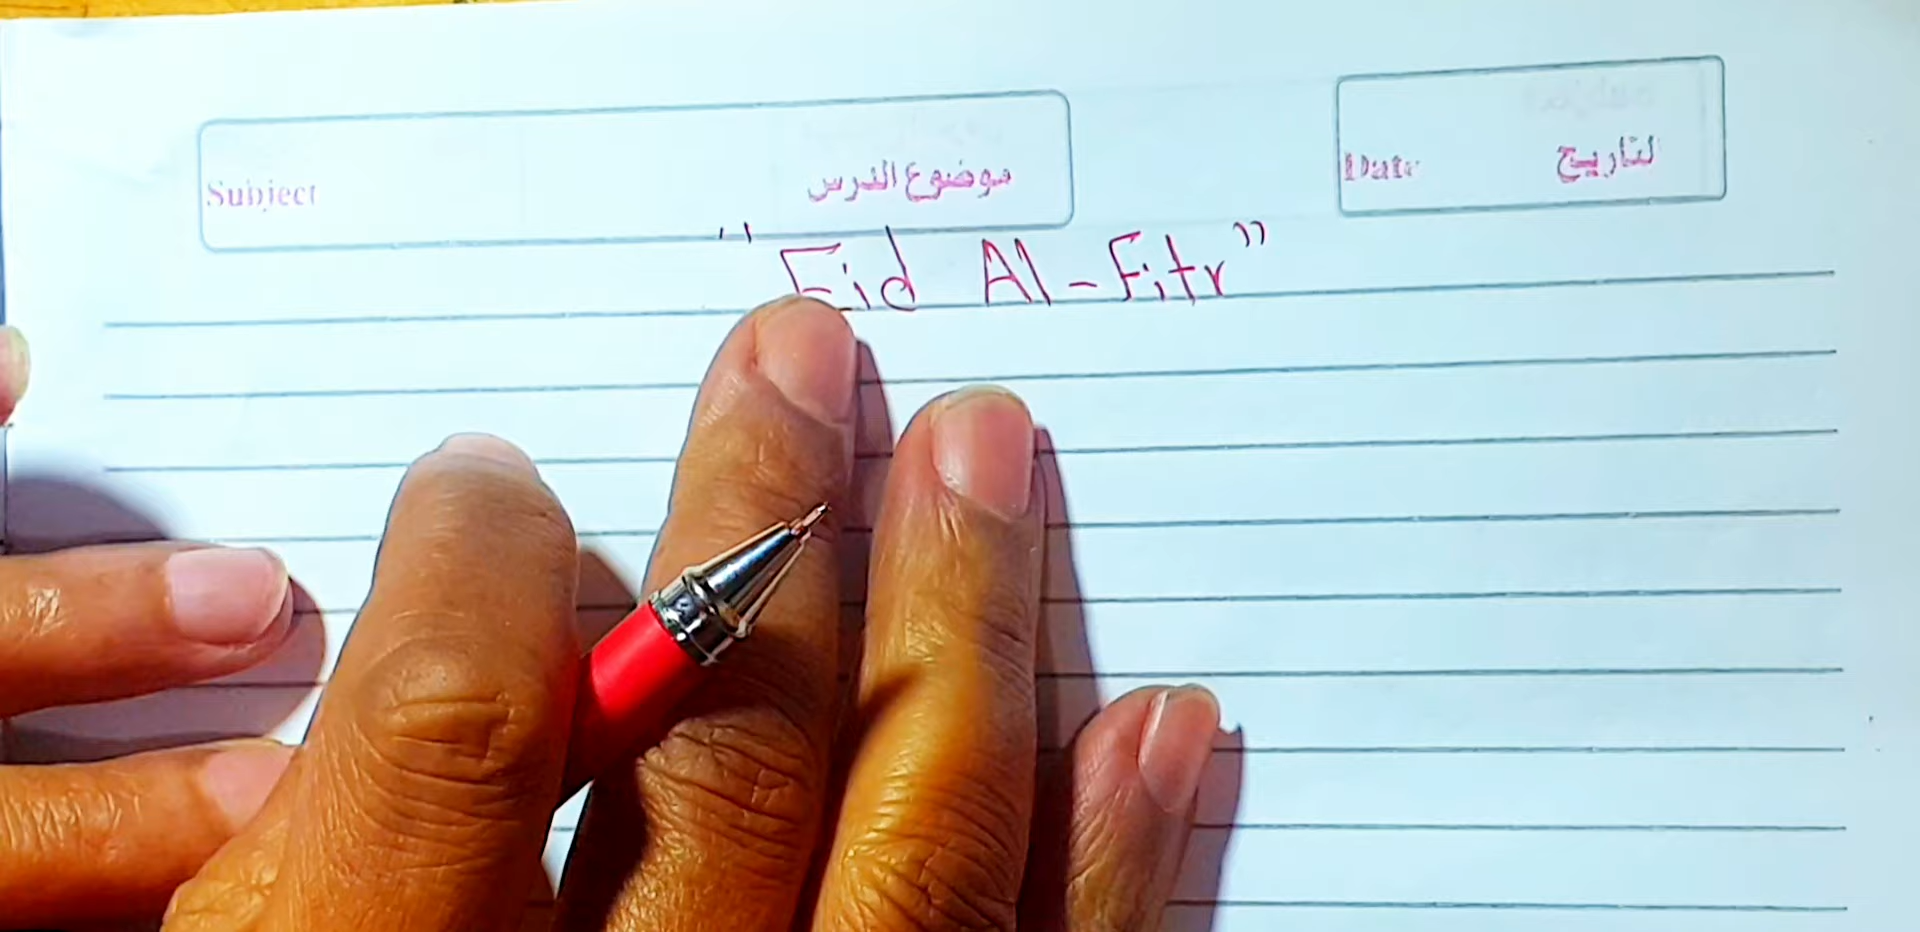 Subject موضوع الدرس
Date التاريخ
"Eid Al-Fitr"